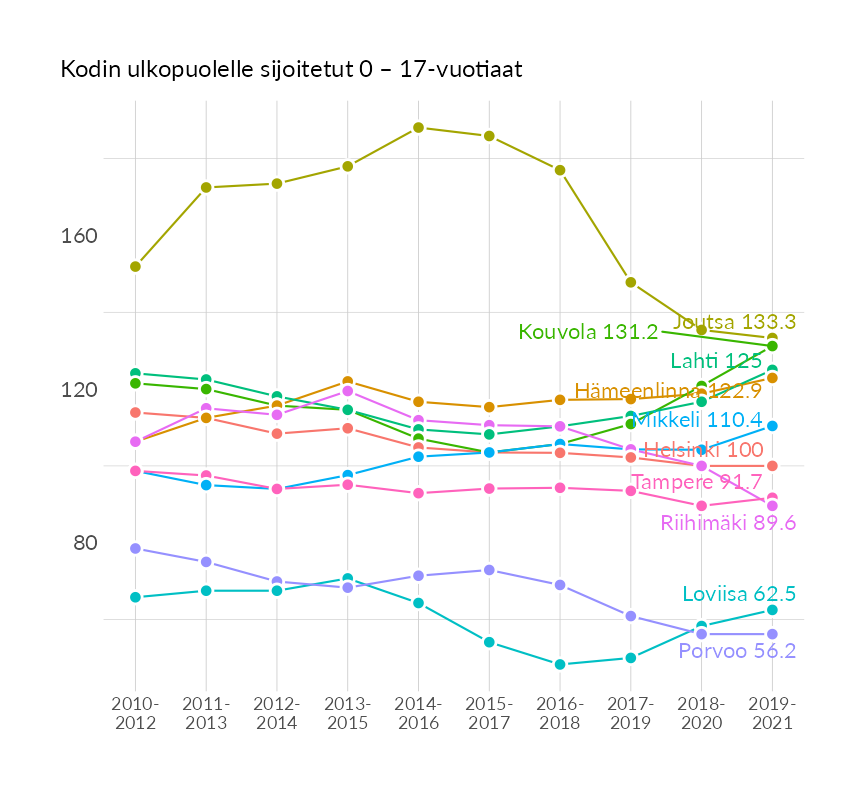 Kodin ulkopuolelle sijoitetut 0 – 17-vuotiaat
160
120
80
Joutsa 133.3
Kouvola 131.2
Lahti 125
Hämeenlinna 122.9
Mikkeli 110.4
Helsinki 100
Tampere 91.7
Riihimäki 89.6
Loviisa 62.5
Porvoo 56.2
2010-
2012
2011-
2013
2012-
2014
2013-
2015
2014-
2016
2015-
2017
2016-
2018
2017-
2019
2018-
2020
2019-
2021